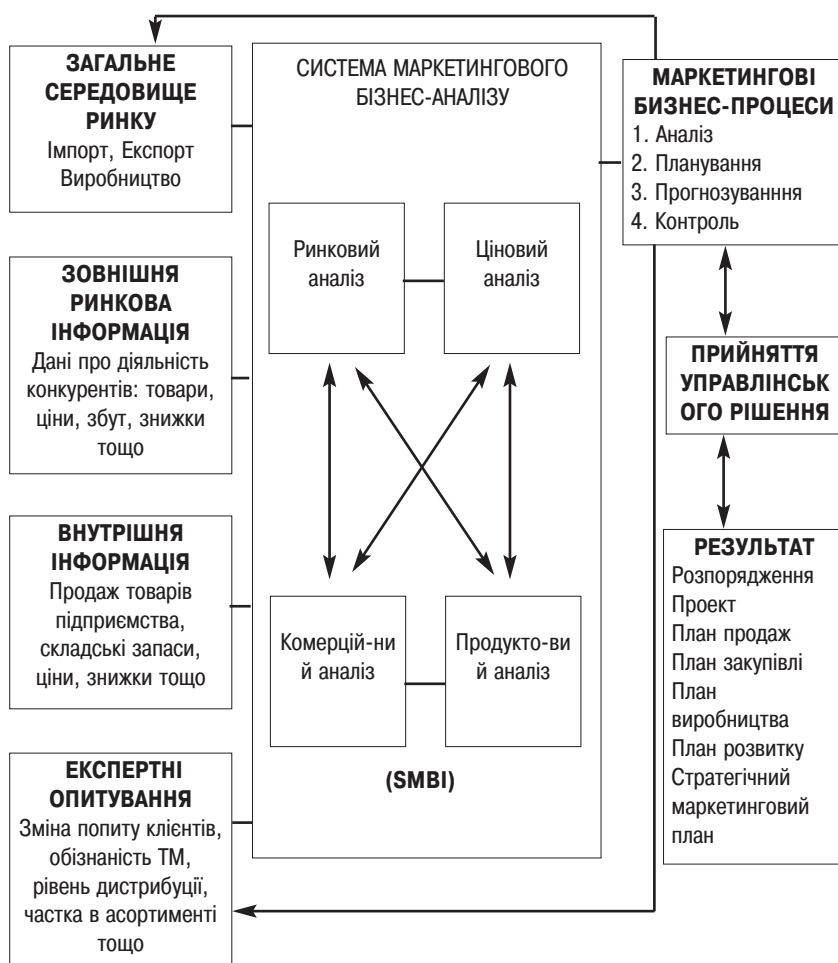 ЗАГАЛЬНЕ
СЕРЕДОВИЩЕ
РИНКУ
Імпорт, Експорт
Виробництво
ЗОВНІШНЯ
РИНКОВА
ІНФОРМАЦІЯ
Дані про діяльність
конкурентів: товари,
ціни, збут, знижки
тощо
ВНУТРІШНЯ
ІНФОРМАЦІЯ
Продаж товарів
підприємства,
складські запаси,
ціни, знижки тощо
ЕКСПЕРТНІ
ОПИТУВАННЯ
Зміна попиту клієнтів,
обізнаність ТМ,
рівень дистрибуції,
частка в асортименті
тощо
СИСТЕМА МАРКЕТИНГОВОГО
БІЗНЕС-АНАЛІЗУ
Ринковий
аналіз
Ціновий
аналіз
Комерцій-ни
й аналіз
Продукто-ви
й аналіз
(SMBI)
МАРКЕТИНГОВІ
БИЗНЕС-ПРОЦЕСИ
1. Аналіз
2. Планування
3. Прогнозуванння
4. Контроль
ПРИЙНЯТТЯ
УПРАВЛІНСЬК
ОГО РІШЕННЯ
РЕЗУЛЬТАТ
Розпорядження
Проект
План продаж
План закупівлі
План
виробництва
План розвитку
Стратегічний
маркетинговий
план